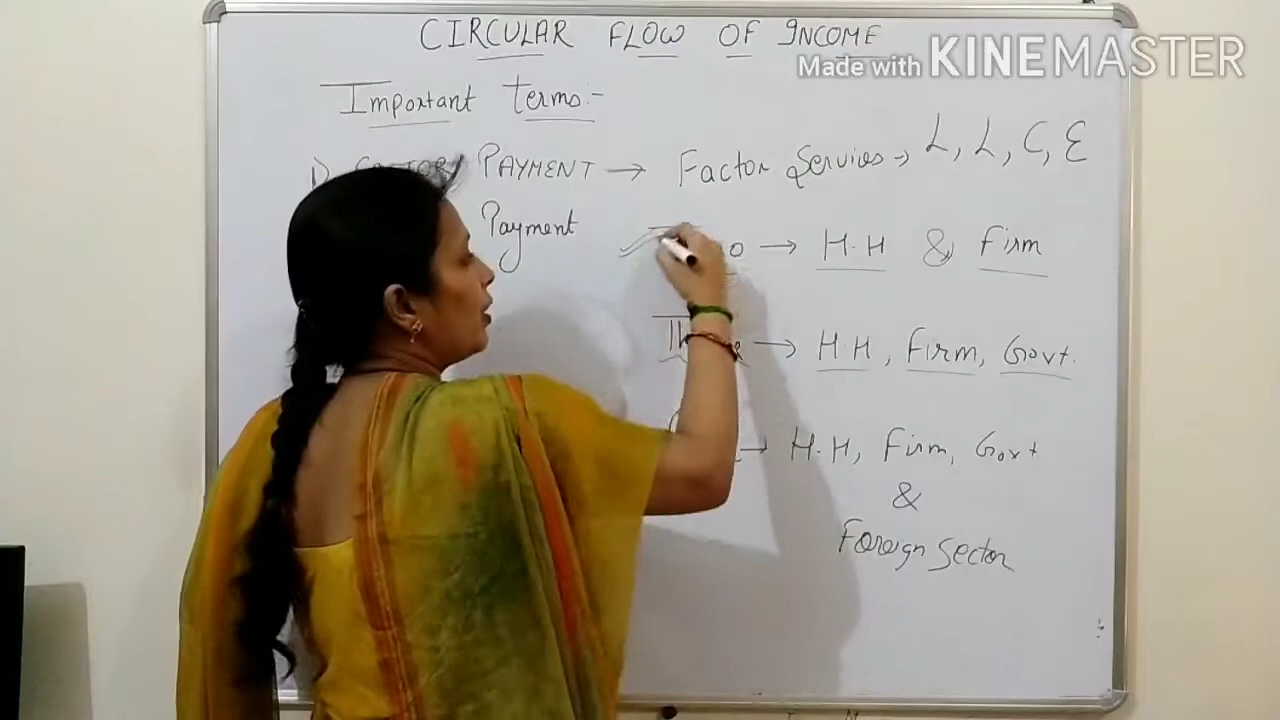 CIRCULAR FLOW OF INCOME
Made with KINEMASTER
Important terms:-
1) PAYMENT → Factor Services → L, L, C, E
Payment
→ H.H & Firm
→ H.H, Firm, Govt.
→ H.H, Firm, Govt
&
Foreign Sector